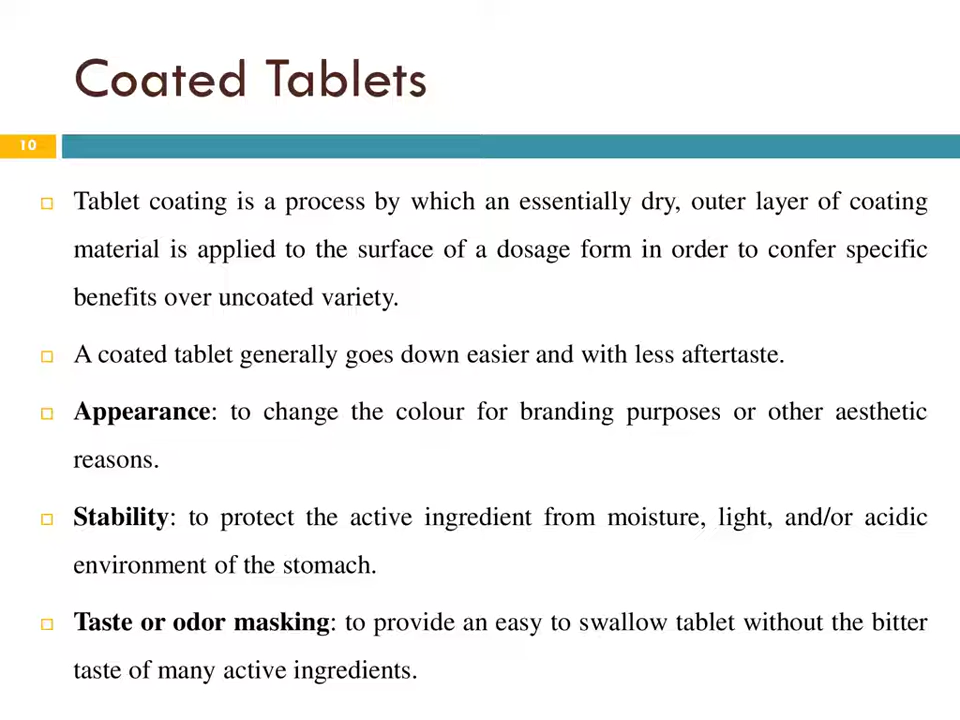 Coated Tablets
10
Tablet coating is a process by which an essentially dry, outer layer of coating
material is applied to the surface of a dosage form in order to confer specific
benefits over uncoated variety.
A coated tablet generally goes down easier and with less aftertaste.
Appearance: to change the colour for branding purposes or other aesthetic
reasons.
Stability: to protect the active ingredient from moisture, light, and/or acidic
environment of the stomach.
Taste or odor masking: to provide an easy to swallow tablet without the bitter
taste of many active ingredients.